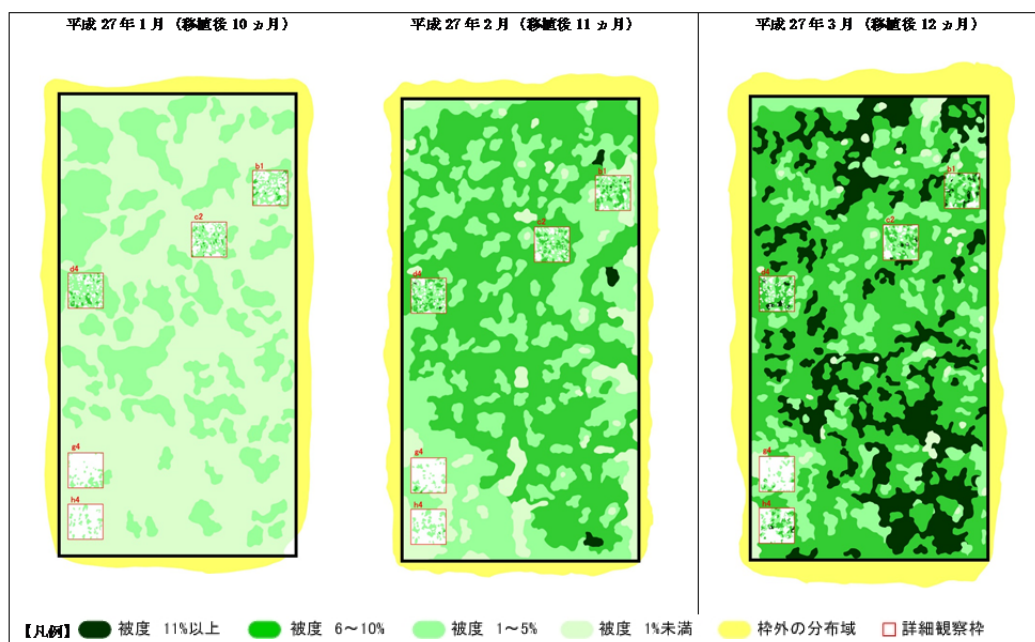 平成 27 年 1 月（移植後 10 ヵ月）
平成 27 年 2 月（移植後 11 ヵ月）
平成 27 年 3 月（移植後 12 ヵ月）
b1
c2
d4
g4
h4
b1
c2
d4
g4
h4
b1
c2
d4
g4
h4
【凡例】 被度 11%以上 被度 6～10% 被度 1～5% 被度 1%未満 枠外の分布域 詳細観察枠